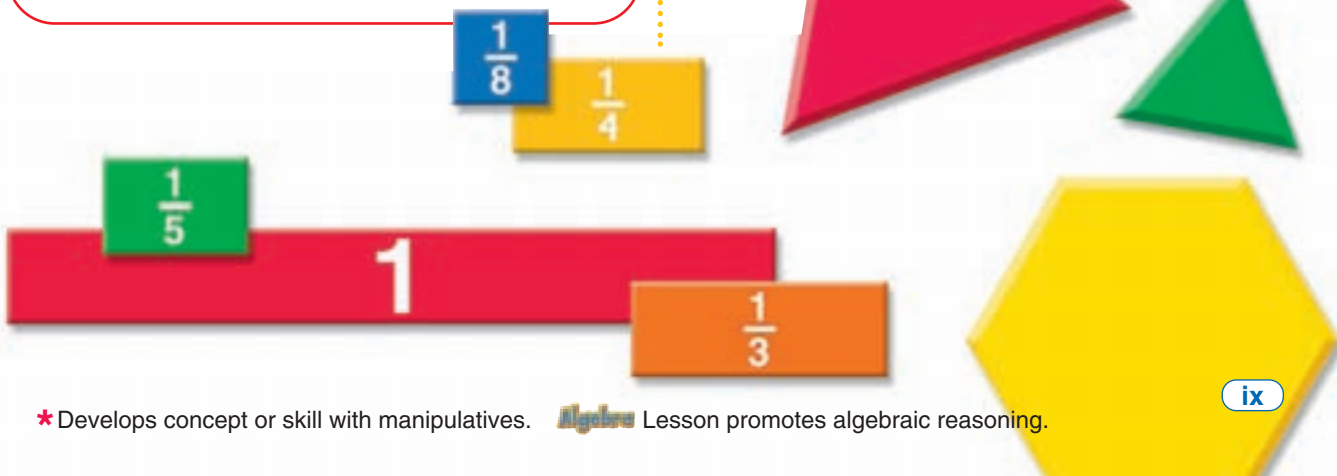 1/8
1/4
1/5
1
1/3
ix
* Develops concept or skill with manipulatives. Algebra Lesson promotes algebraic reasoning.